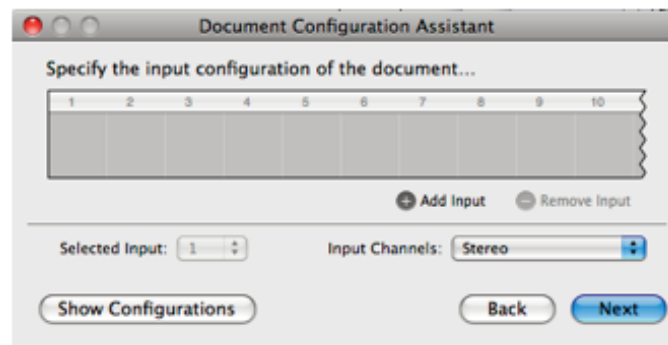 Document Configuration Assistant
Specify the input configuration of the document...
1 2 3 4 5 6 7 8 9 10
Add Input Remove Input
Selected Input: 1 Input Channels: Stereo
Show Configurations Back Next